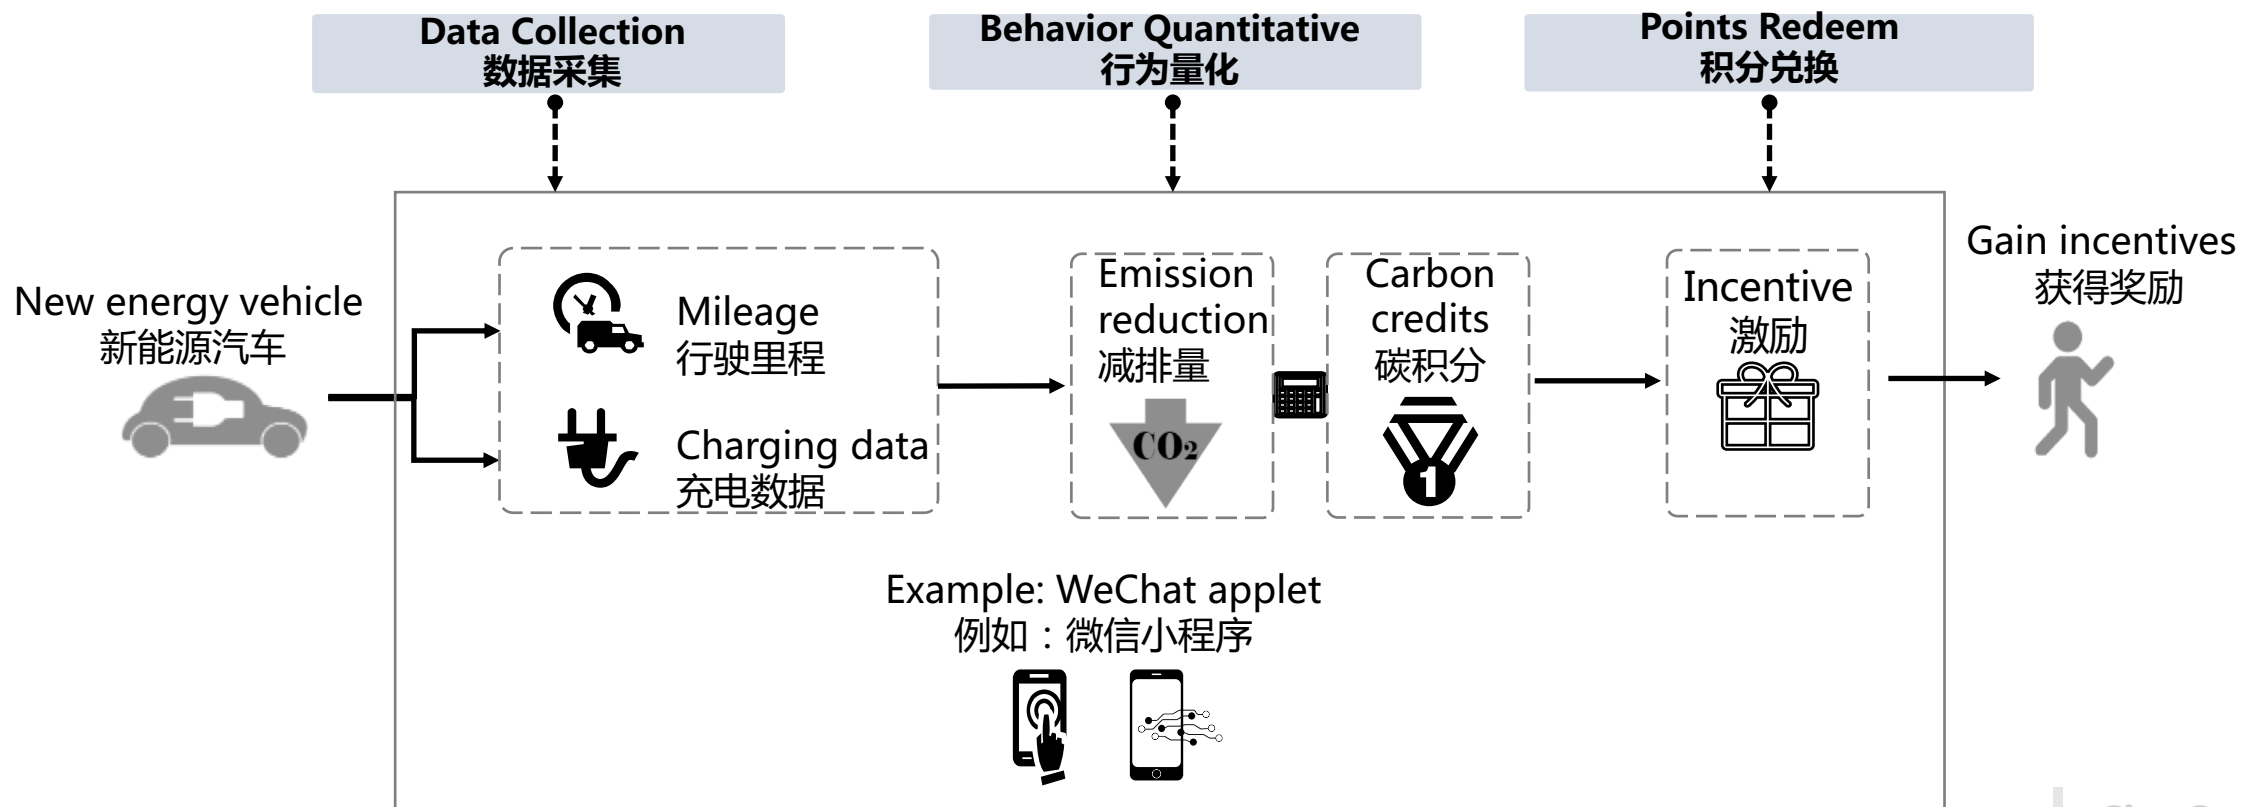 Data Collection
数据采集
Behavior Quantitative
行为量化
Points Redeem
积分兑换
New energy vehicle
新能源汽车
Mileage
行驶里程
Charging data
充电数据
Emission
reduction
减排量
CO₂
Carbon
credits
碳积分
1
Incentive
激励
Gain incentives
获得奖励
Example: WeChat applet
例如：微信小程序